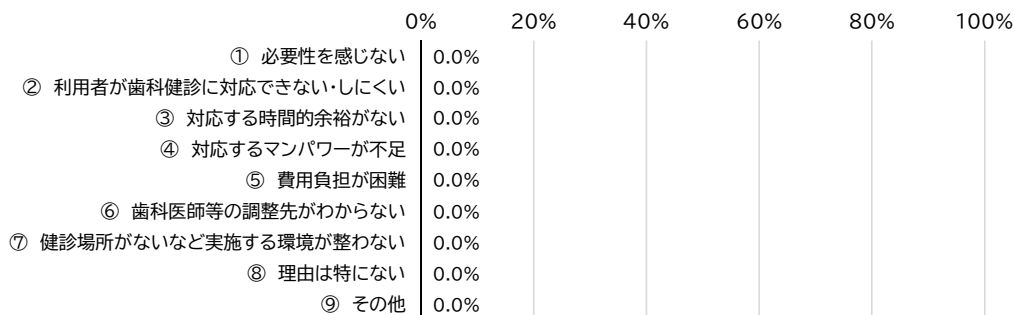 0% 20% 40% 60% 80% 100%
① 必要性を感じない 0.0%
② 利用者が歯科健診に対応できない・しにくい 0.0%
③ 対応する時間的余裕がない 0.0%
④ 対応するマンパワーが不足 0.0%
⑤ 費用負担が困難 0.0%
⑥ 歯科医師等の調整先がわからない 0.0%
⑦ 健診場所がないなど実施する環境が整わない 0.0%
⑧ 理由は特にない 0.0%
⑨ その他 0.0%